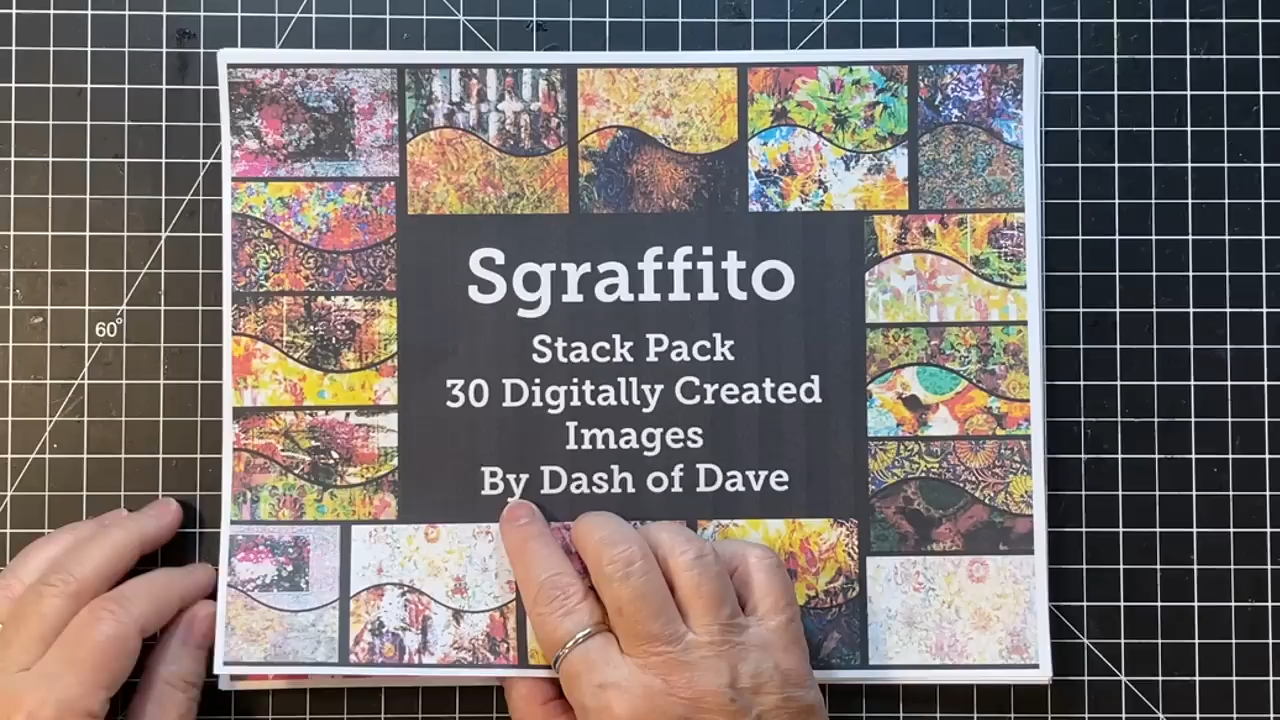 60°
Sgraffito
Stack Pack
30 Digitally Created
Images
By Dash of Dave